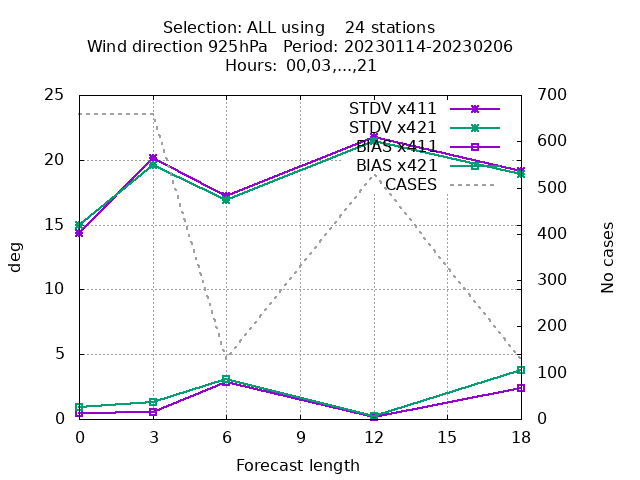 Selection: ALL using    24 stations
Wind direction 925hPa   Period: 20230114-20230206
Hours: 00,03,...,21
25
20
15
10
5
0
700
600
500
400
300
200
100
0
STDV x411
STDV x421
BIAS x411
BIAS x421
CASES
deg
No cases
0 3 6 9 12 15 18
Forecast length